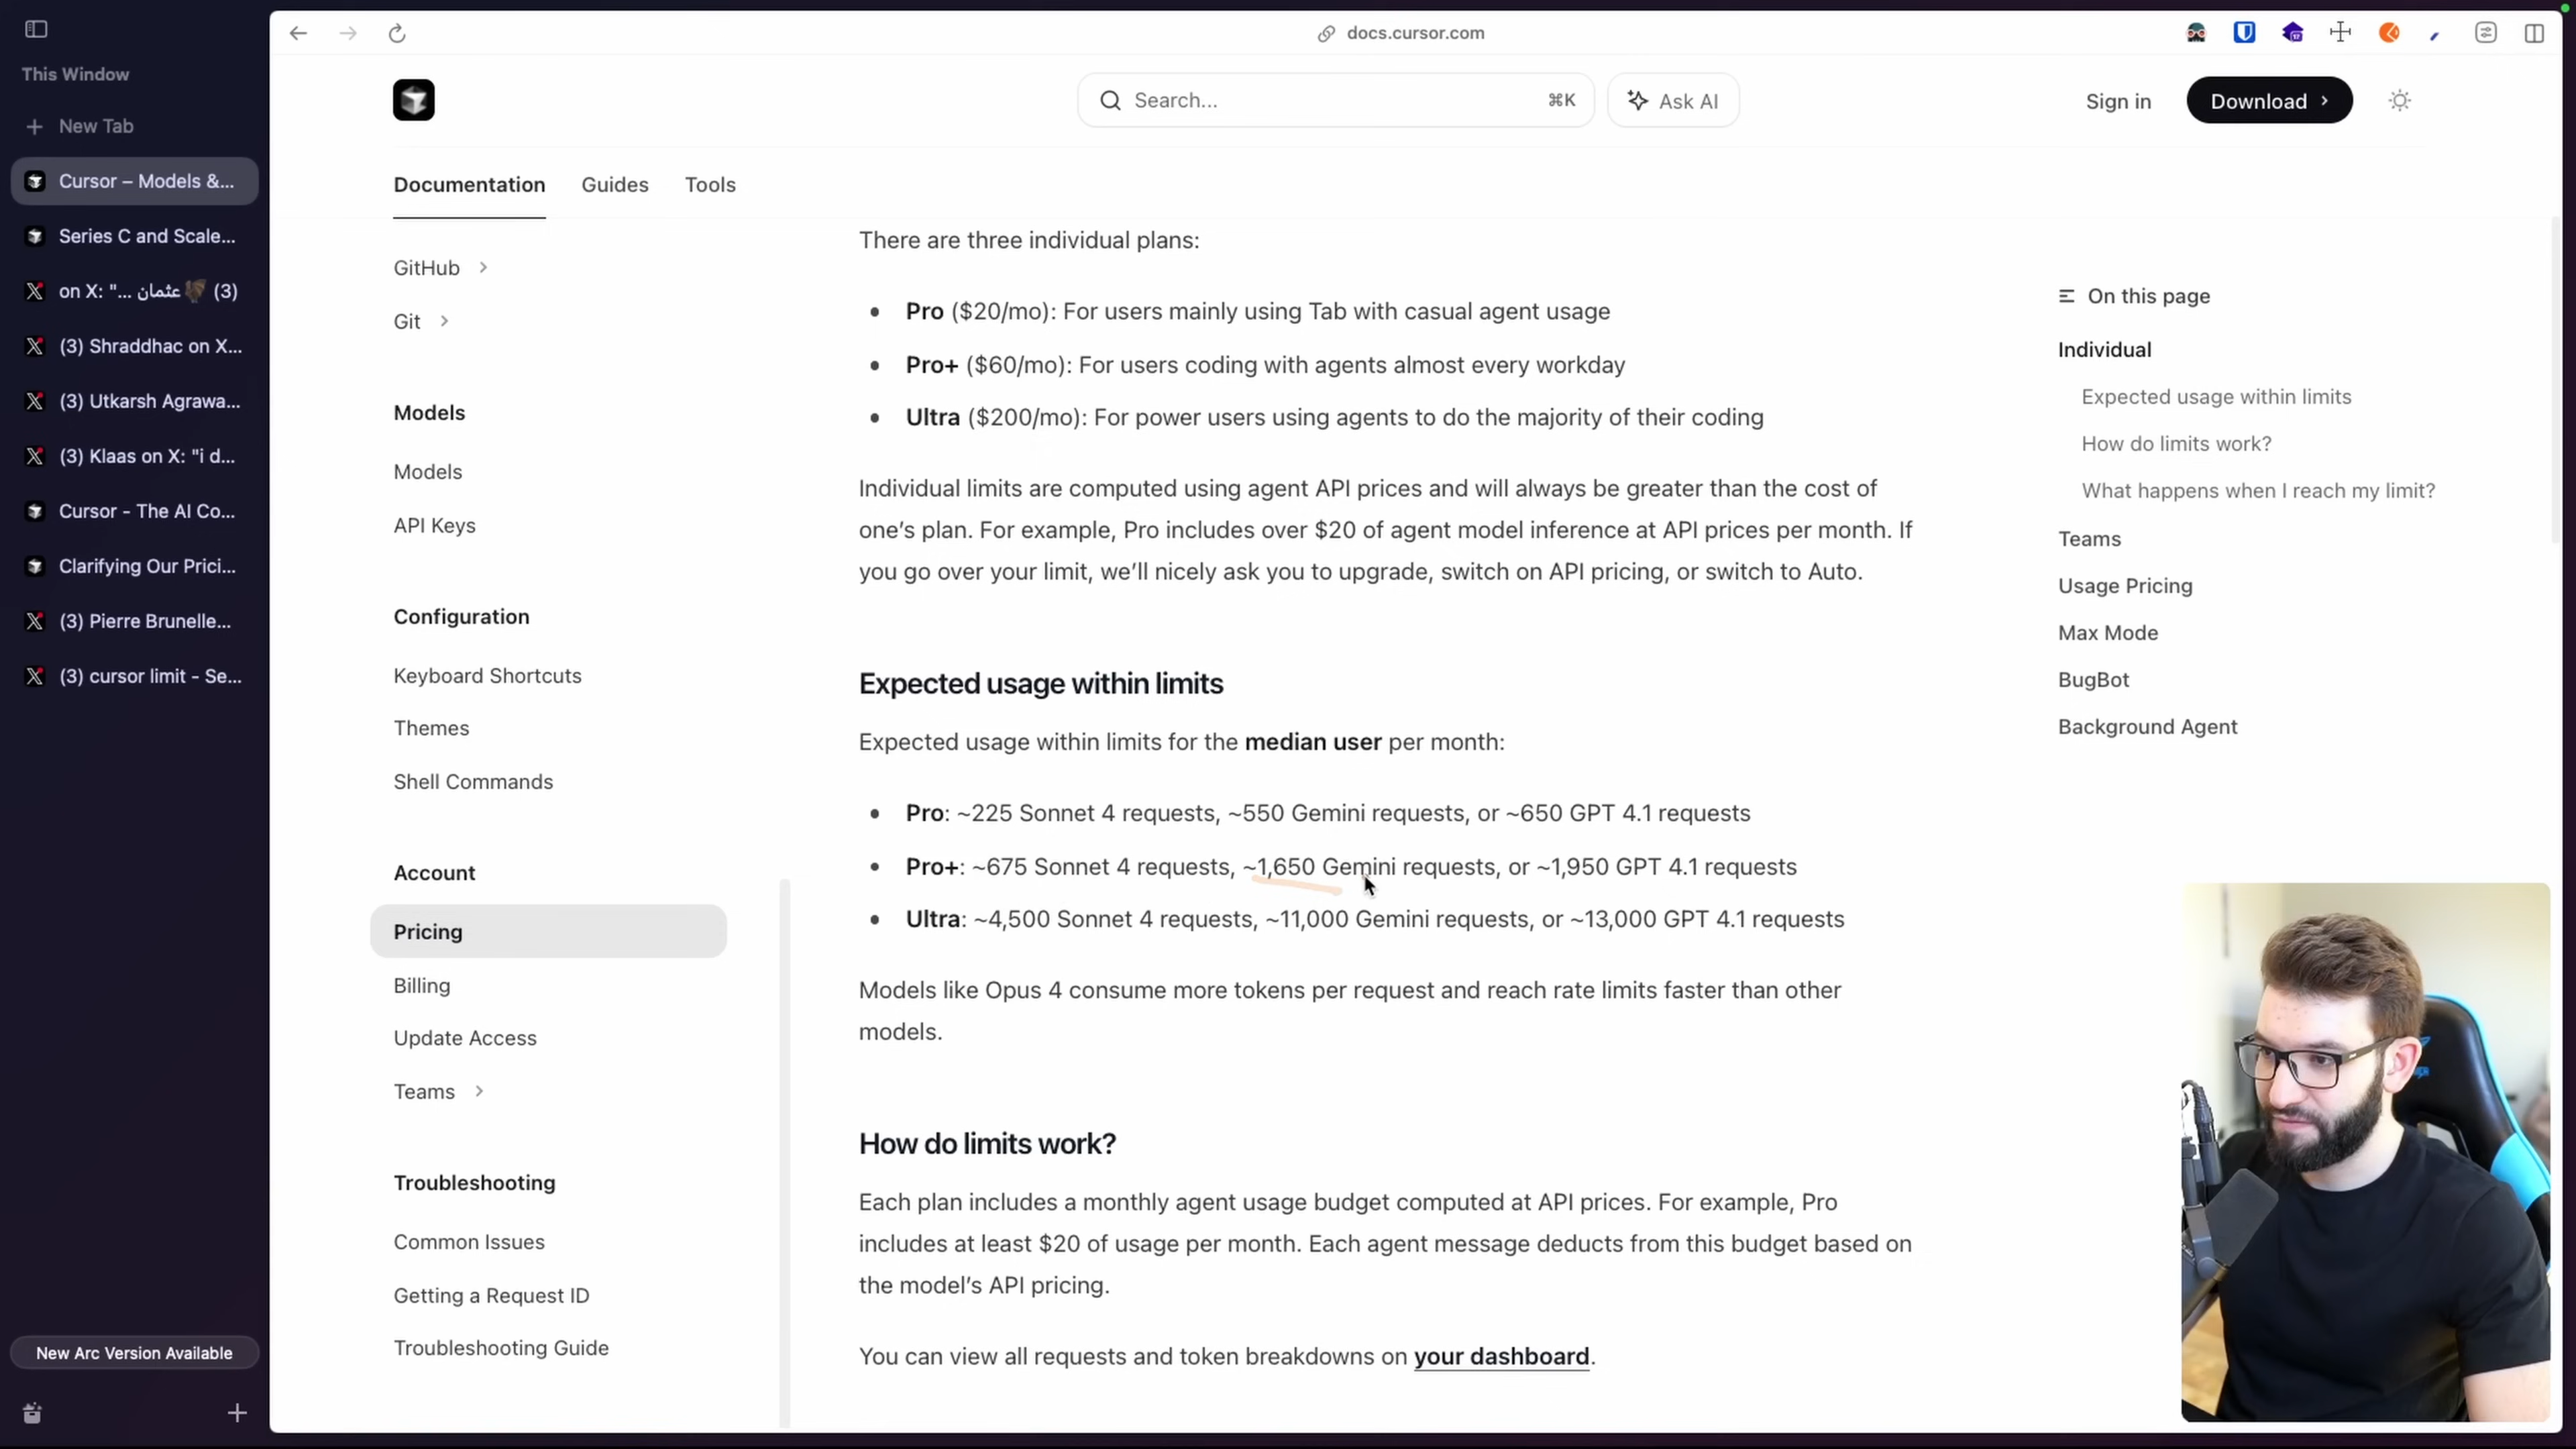 This Window
New Tab
Cursor – Models &...
Series C and Scale...
on X: "... عثمان (3)
(3) Shraddhac on X...
(3) Utkarsh Agrawa...
(3) Klaas on X: "i d...
Cursor - The AI Co...
Clarifying Our Prici...
(3) Pierre Brunelle...
(3) cursor limit - Se...
New Arc Version Available
docs.cursor.com
Search...
⌘K
Ask AI
Sign in
Download
Documentation
Guides
Tools
GitHub
Git
Models
Models
API Keys
Configuration
Keyboard Shortcuts
Themes
Shell Commands
Account
Pricing
Billing
Update Access
Teams
Troubleshooting
Common Issues
Getting a Request ID
Troubleshooting Guide
There are three individual plans:
• Pro ($20/mo): For users mainly using Tab with casual agent usage
• Pro+ ($60/mo): For users coding with agents almost every workday
• Ultra ($200/mo): For power users using agents to do the majority of their coding
Individual limits are computed using agent API prices and will always be greater than the cost of
one’s plan. For example, Pro includes over $20 of agent model inference at API prices per month. If
you go over your limit, we’ll nicely ask you to upgrade, switch on API pricing, or switch to Auto.
Expected usage within limits
Expected usage within limits for the median user per month:
• Pro: ~225 Sonnet 4 requests, ~550 Gemini requests, or ~650 GPT 4.1 requests
• Pro+: ~675 Sonnet 4 requests, ~1,650 Gemini requests, or ~1,950 GPT 4.1 requests
• Ultra: ~4,500 Sonnet 4 requests, ~11,000 Gemini requests, or ~13,000 GPT 4.1 requests
Models like Opus 4 consume more tokens per request and reach rate limits faster than other
models.
How do limits work?
Each plan includes a monthly agent usage budget computed at API prices. For example, Pro
includes at least $20 of usage per month. Each agent message deducts from this budget based on
the model’s API pricing.
You can view all requests and token breakdowns on your dashboard.
On this page
Individual
Expected usage within limits
How do limits work?
What happens when I reach my limit?
Teams
Usage Pricing
Max Mode
BugBot
Background Agent